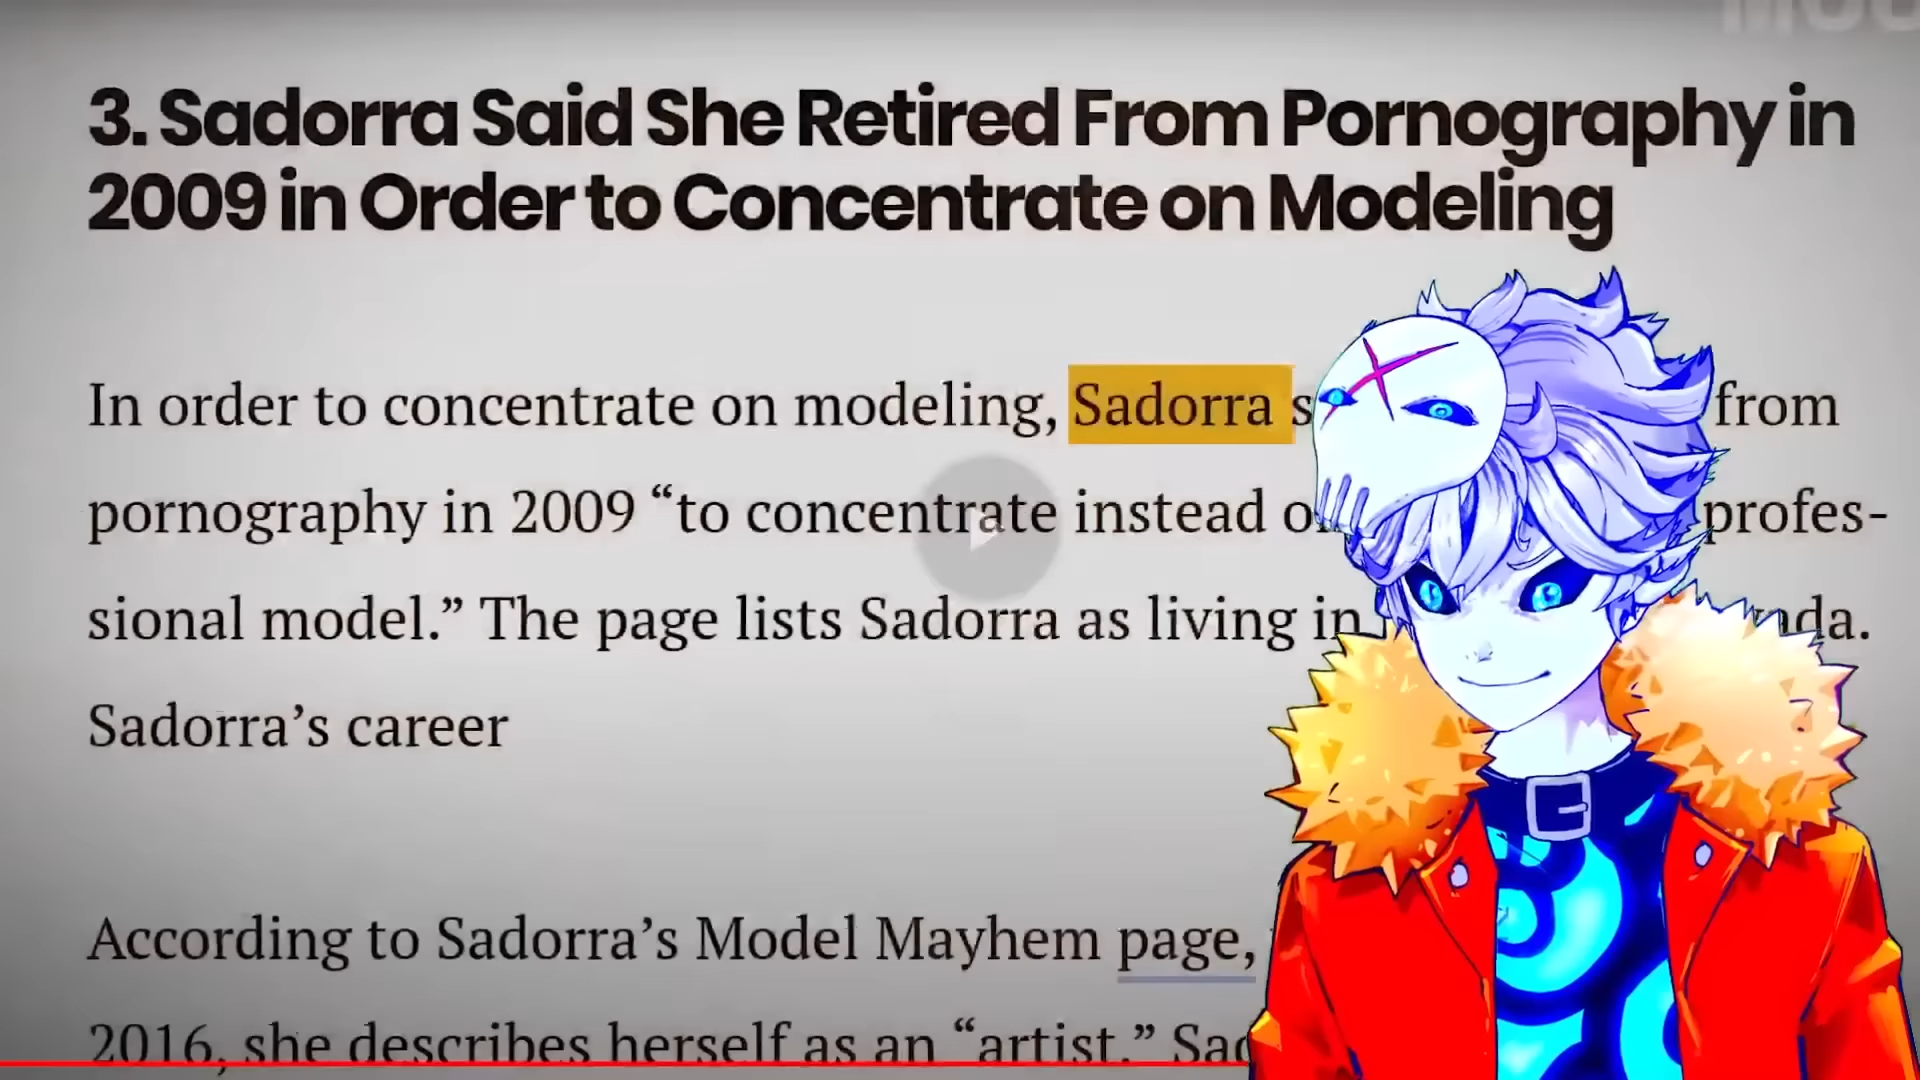 3. Sadorra Said She Retired From Pornography in
2009 in Order to Concentrate on Modeling
In order to concentrate on modeling, Sadorra from
pornography in 2009 “to concentrate instead profes-
sional model.” The page lists Sadorra as living in
Sadorra’s career
According to Sadorra’s Model Mayhem page,
2016, she describes herself as an “artist.”